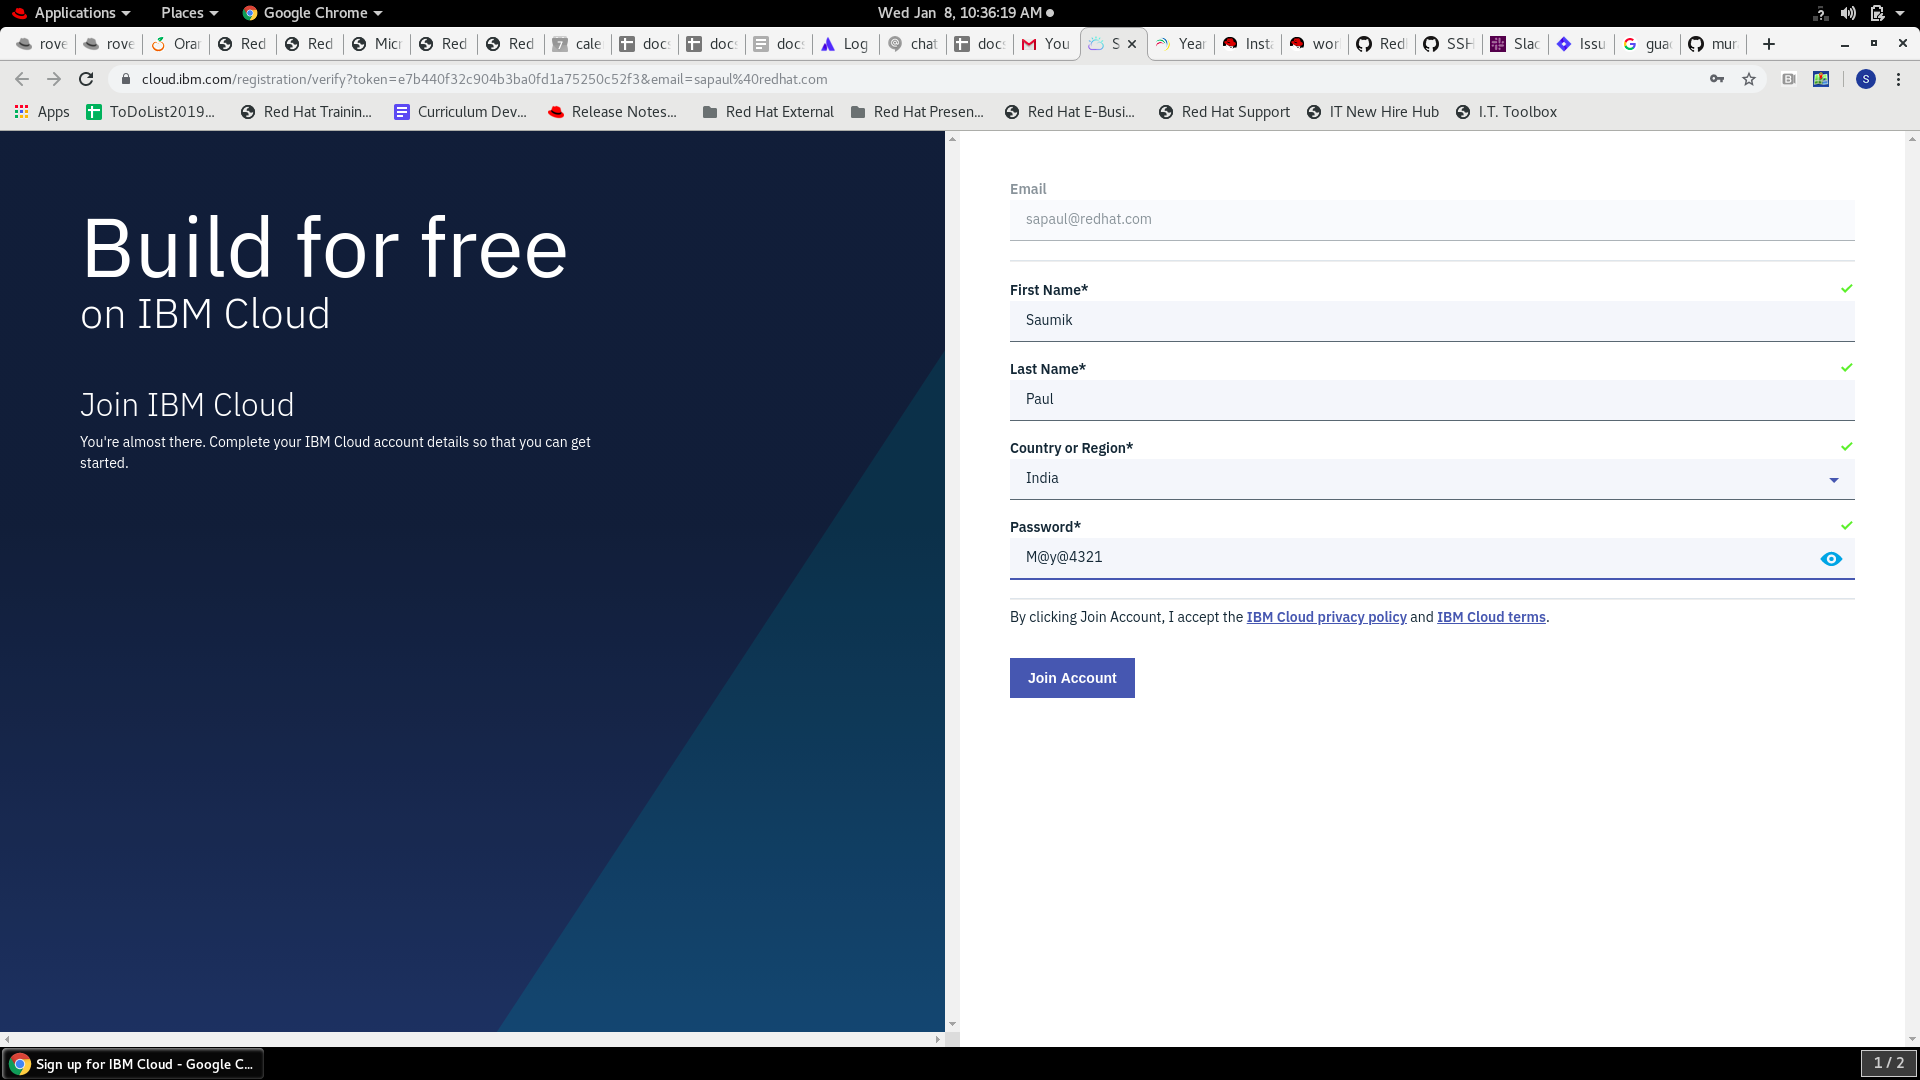 Applications Places Google Chrome Wed Jan 8, 10:36:19 AM
rove rove Orar Red Red Micr Red Red cale docs docs docs Log chat docs You S Year Insta wor Redl SSH Slac Issu guac mur
cloud.ibm.com/registration/verify?token=e7b440f32c904b3ba0fd1a75250c52f3&email=sapaul%40redhat.com
Apps ToDoList2019... Red Hat Trainin... Curriculum Dev... Release Notes... Red Hat External Red Hat Presen... Red Hat E-Busi... Red Hat Support IT New Hire Hub I.T. Toolbox
Build for free
on IBM Cloud
Join IBM Cloud
You're almost there. Complete your IBM Cloud account details so that you can get
started.
Email
sapaul@redhat.com
First Name*
Saumik
Last Name*
Paul
Country or Region*
India
Password*
M@y@4321
By clicking Join Account, I accept the IBM Cloud privacy policy and IBM Cloud terms.
Join Account
Sign up for IBM Cloud - Google C...
1 / 2